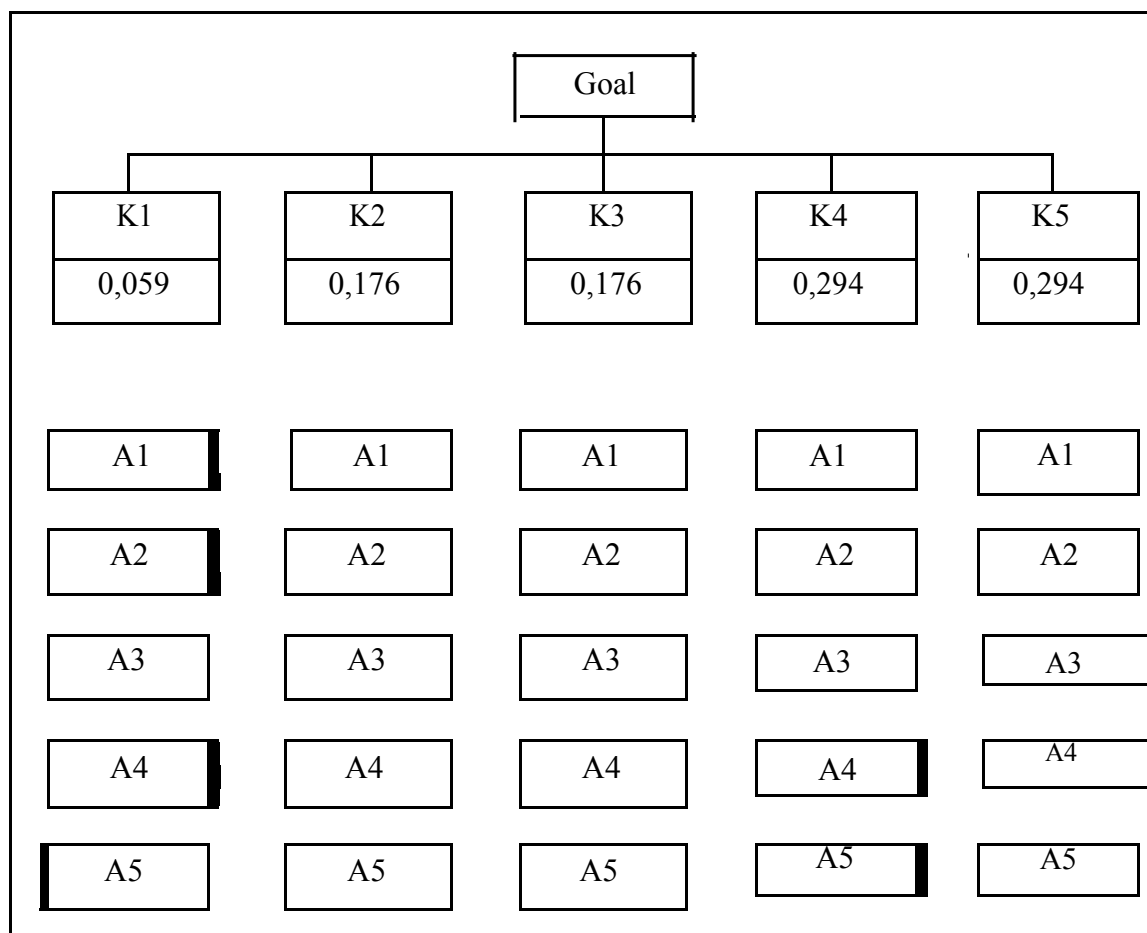 Goal
K1 K2 K3 K4 K5
0,059 0,176 0,176 0,294 0,294
A1 A1 A1 A1 A1
A2 A2 A2 A2 A2
A3 A3 A3 A3 A3
A4 A4 A4 A4 A4
A5 A5 A5 A5 A5